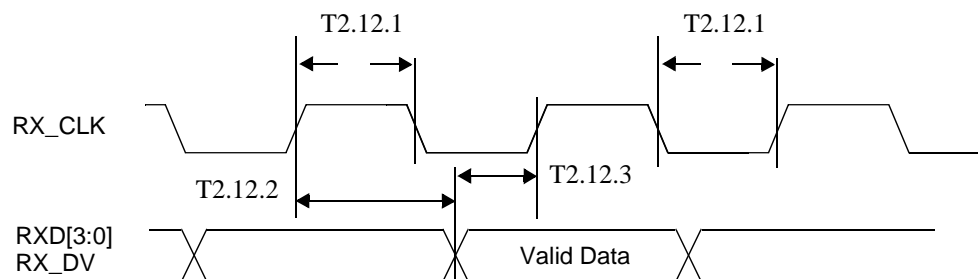 T2.12.1
T2.12.1
RX_CLK
T2.12.2
T2.12.3
RXD[3:0]
RX_DV
Valid Data